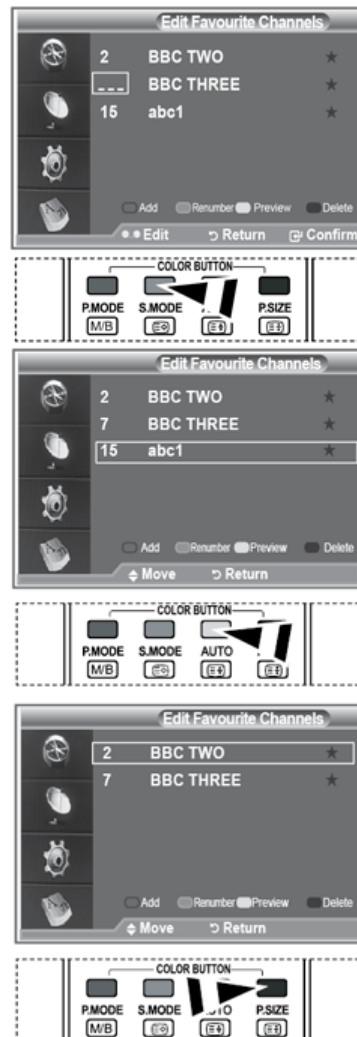 Edit Favourite Channels
2 BBC TWO ★
_ _ _ BBC THREE ★
15 abc1 ★
Add Renumber Preview Delete
Edit Return Confirm
COLOR BUTTON
P.MODE S.MODE P.SIZE
M/B
Edit Favourite Channels
2 BBC TWO ★
7 BBC THREE ★
15 abc1 ★
Add Renumber Preview Delete
Move Return
COLOR BUTTON
P.MODE S.MODE AUTO
M/B
Edit Favourite Channels
2 BBC TWO ★
7 BBC THREE ★
Add Renumber Preview Delete
Move Return
COLOR BUTTON
P.MODE S.MODE P.SIZE
M/B